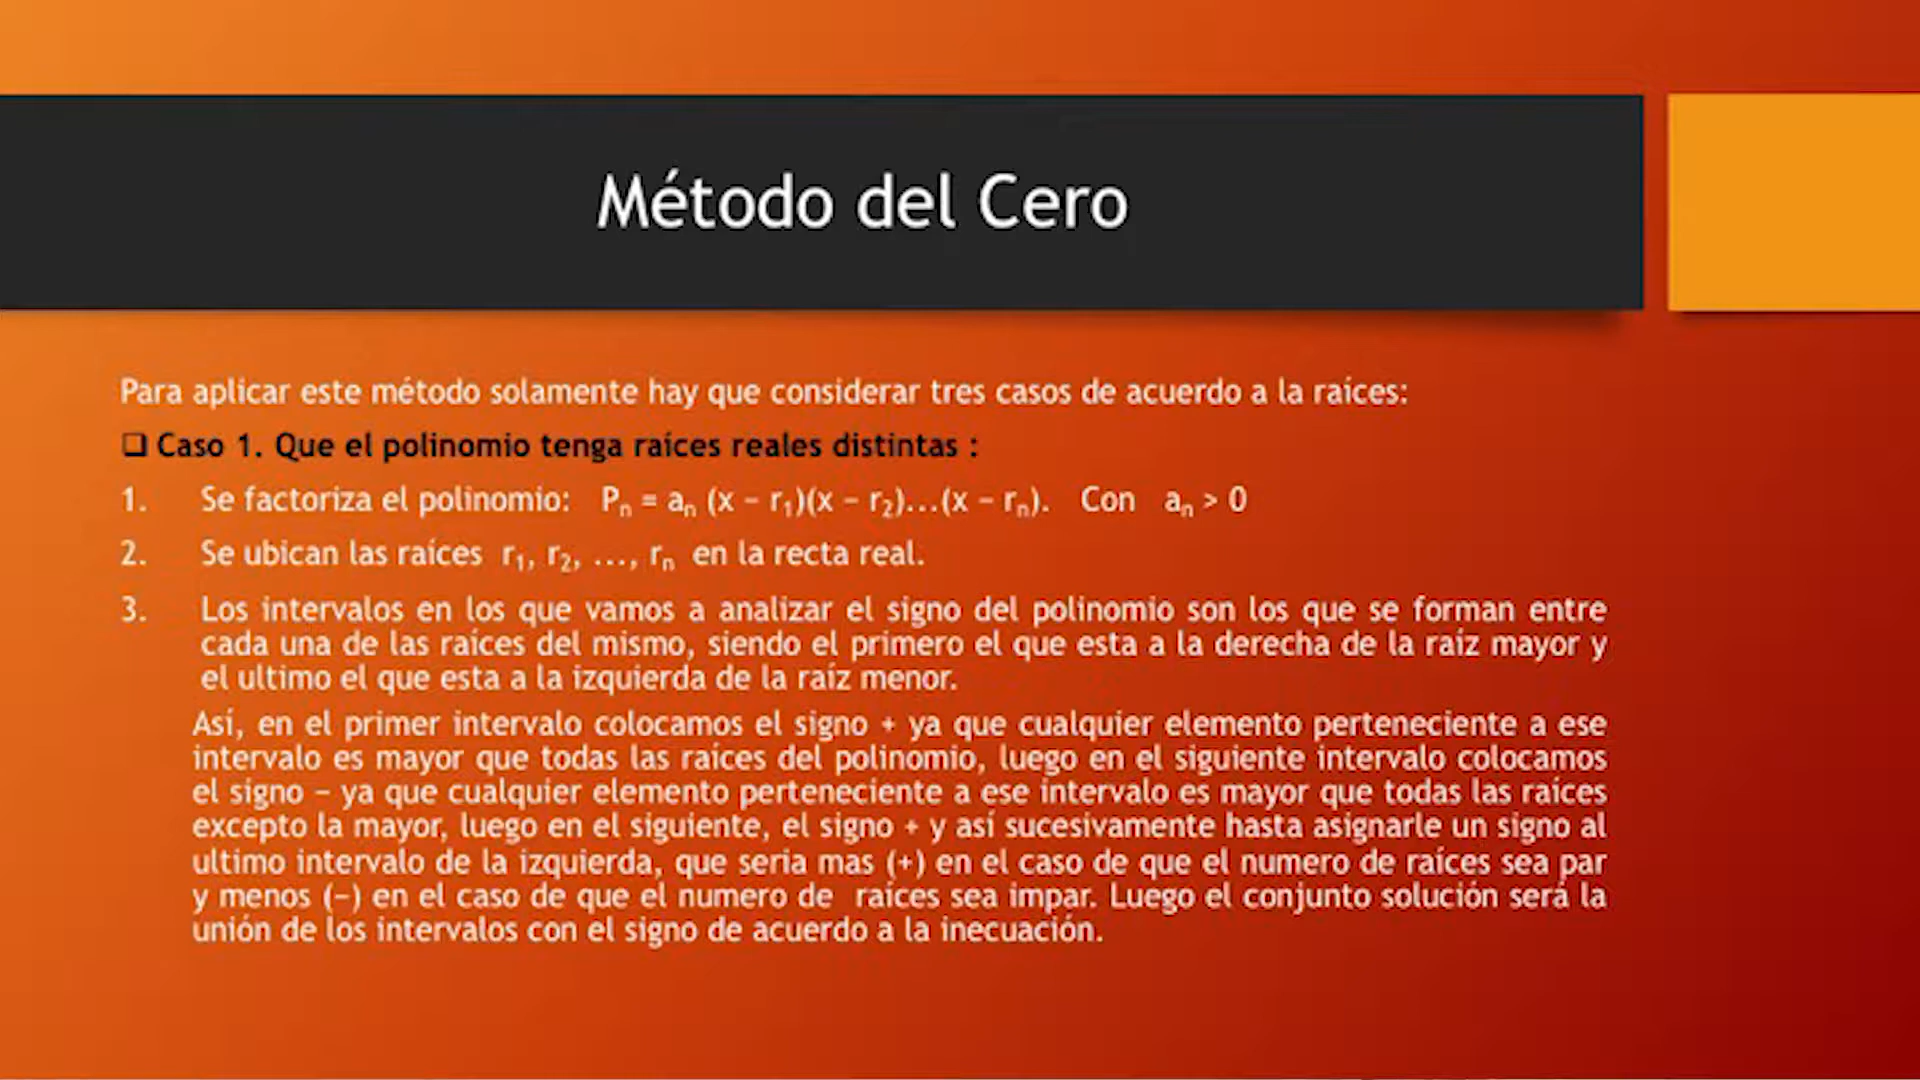 Método del Cero
Para aplicar este método solamente hay que considerar tres casos de acuerdo a la raíces:
❑ Caso 1. Que el polinomio tenga raíces reales distintas :
1. Se factoriza el polinomio: Pₙ = aₙ (x – r₁)(x – r₂)...(x – rₙ). Con aₙ > 0
2. Se ubican las raíces r₁, r₂, ..., rₙ en la recta real.
3. Los intervalos en los que vamos a analizar el signo del polinomio son los que se forman entre
cada una de las raíces del mismo, siendo el primero el que esta a la derecha de la raíz mayor y
el ultimo el que esta a la izquierda de la raíz menor.
Así, en el primer intervalo colocamos el signo + ya que cualquier elemento perteneciente a ese
intervalo es mayor que todas las raíces del polinomio, luego en el siguiente intervalo colocamos
el signo – ya que cualquier elemento perteneciente a ese intervalo es mayor que todas las raíces
excepto la mayor, luego en el siguiente, el signo + y así sucesivamente hasta asignarle un signo al
ultimo intervalo de la izquierda, que seria mas (+) en el caso de que el numero de raíces sea par
y menos (–) en el caso de que el numero de raíces sea impar. Luego el conjunto solución será la
unión de los intervalos con el signo de acuerdo a la inecuación.